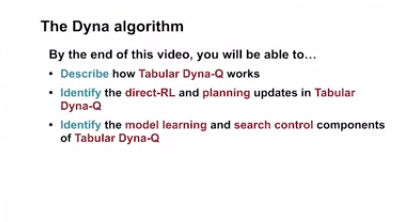 The Dyna algorithm
By the end of this video, you will be able to…
• Describe how Tabular Dyna-Q works
• Identify the direct-RL and planning updates in Tabular
Dyna-Q
• Identify the model learning and search control components
of Tabular Dyna-Q